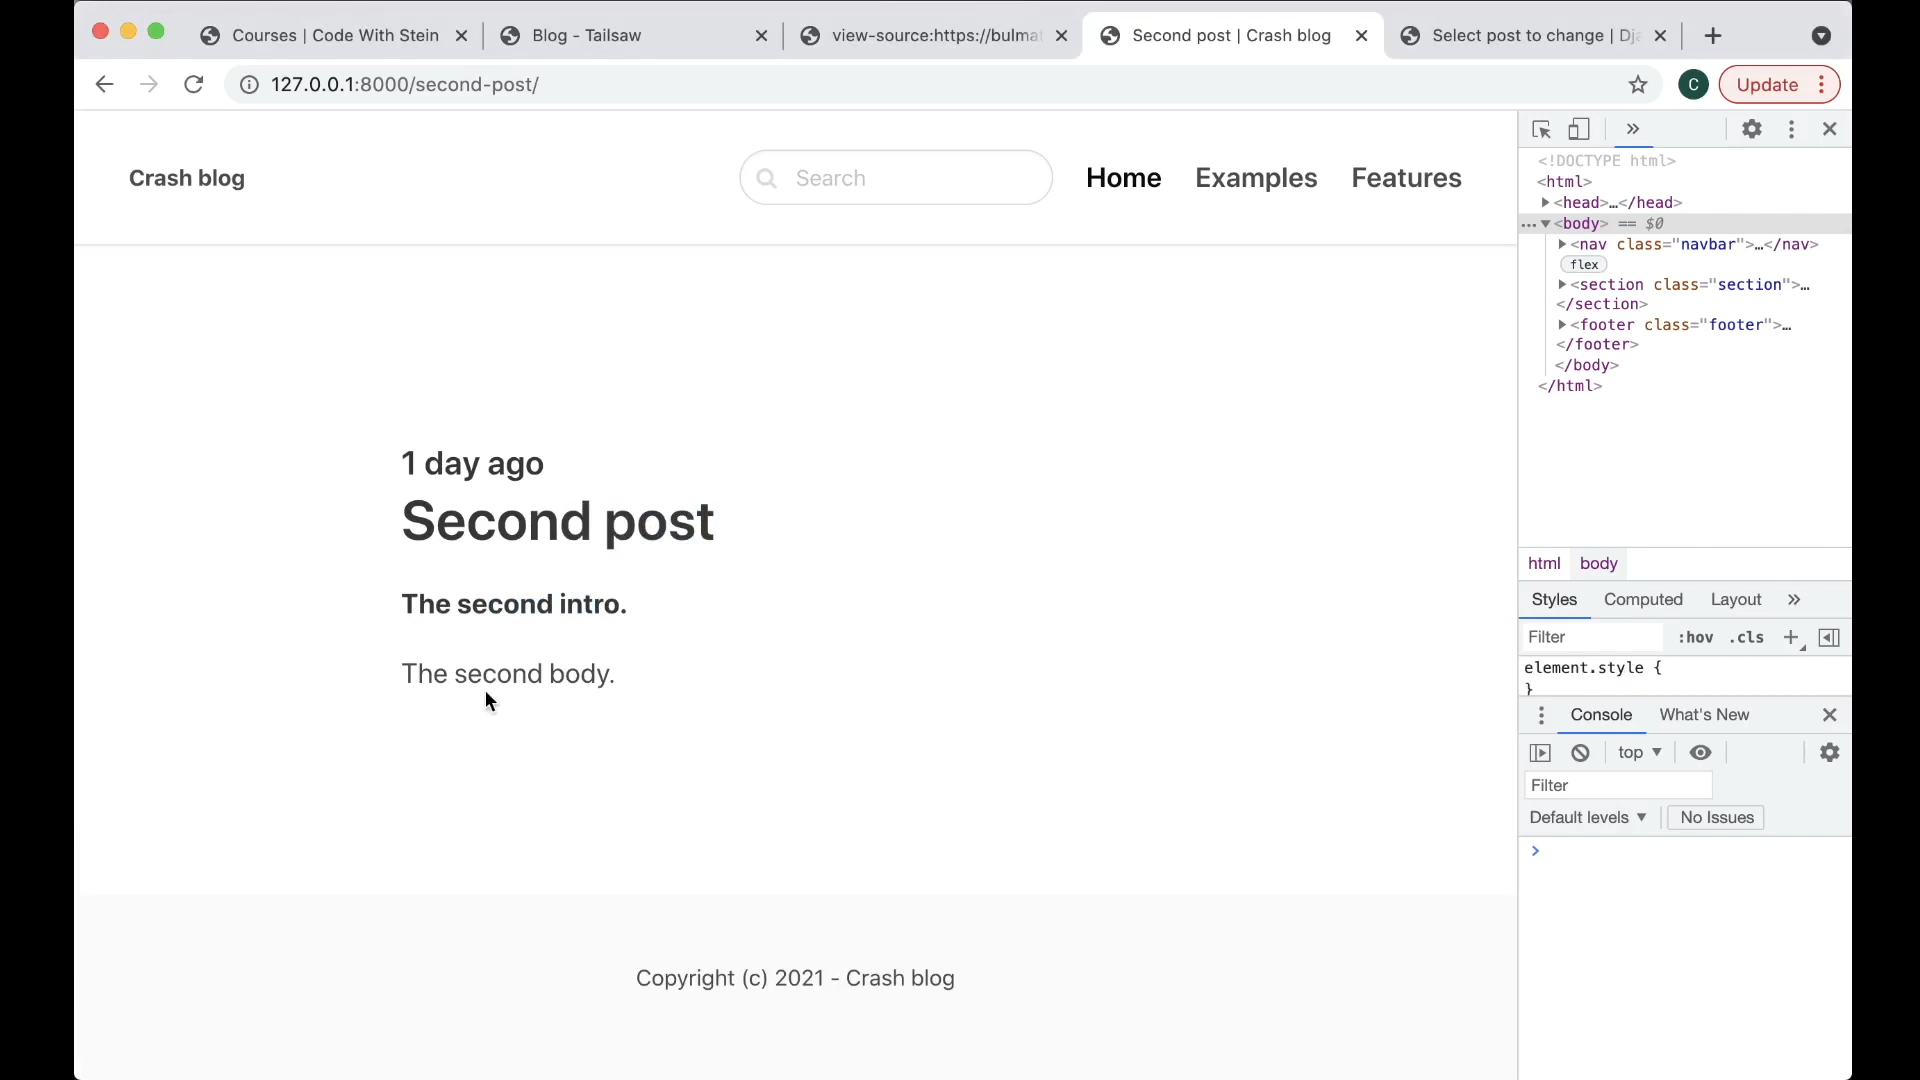 Courses | Code With Stein
Blog - Tailsaw
view-source:https://bulma
Second post | Crash blog
Select post to change | Dja
127.0.0.1:8000/second-post/
C
Update
Crash blog
Search
Home
Examples
Features
1 day ago
Second post
The second intro.
The second body.
Copyright (c) 2021 - Crash blog
<!DOCTYPE html>
<html>
<head>…</head>
<body> == $0
<nav class="navbar">…</nav>
flex
<section class="section">…
</section>
<footer class="footer">…
</footer>
</body>
</html>
html
body
Styles
Computed
Layout
Filter
:hov
.cls
element.style {
}
Console
What's New
top
Filter
Default levels
No Issues